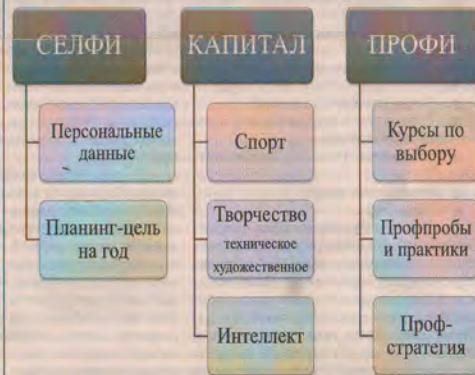 СЕЛФИ
Персональные
данные
Планинг-цель
на год
КАПИТАЛ
Спорт
Творчество
техническое
художественное
Интеллект
ПРОФИ
Курсы по
выбору
Профпробы
и практики
Проф-
стратегия